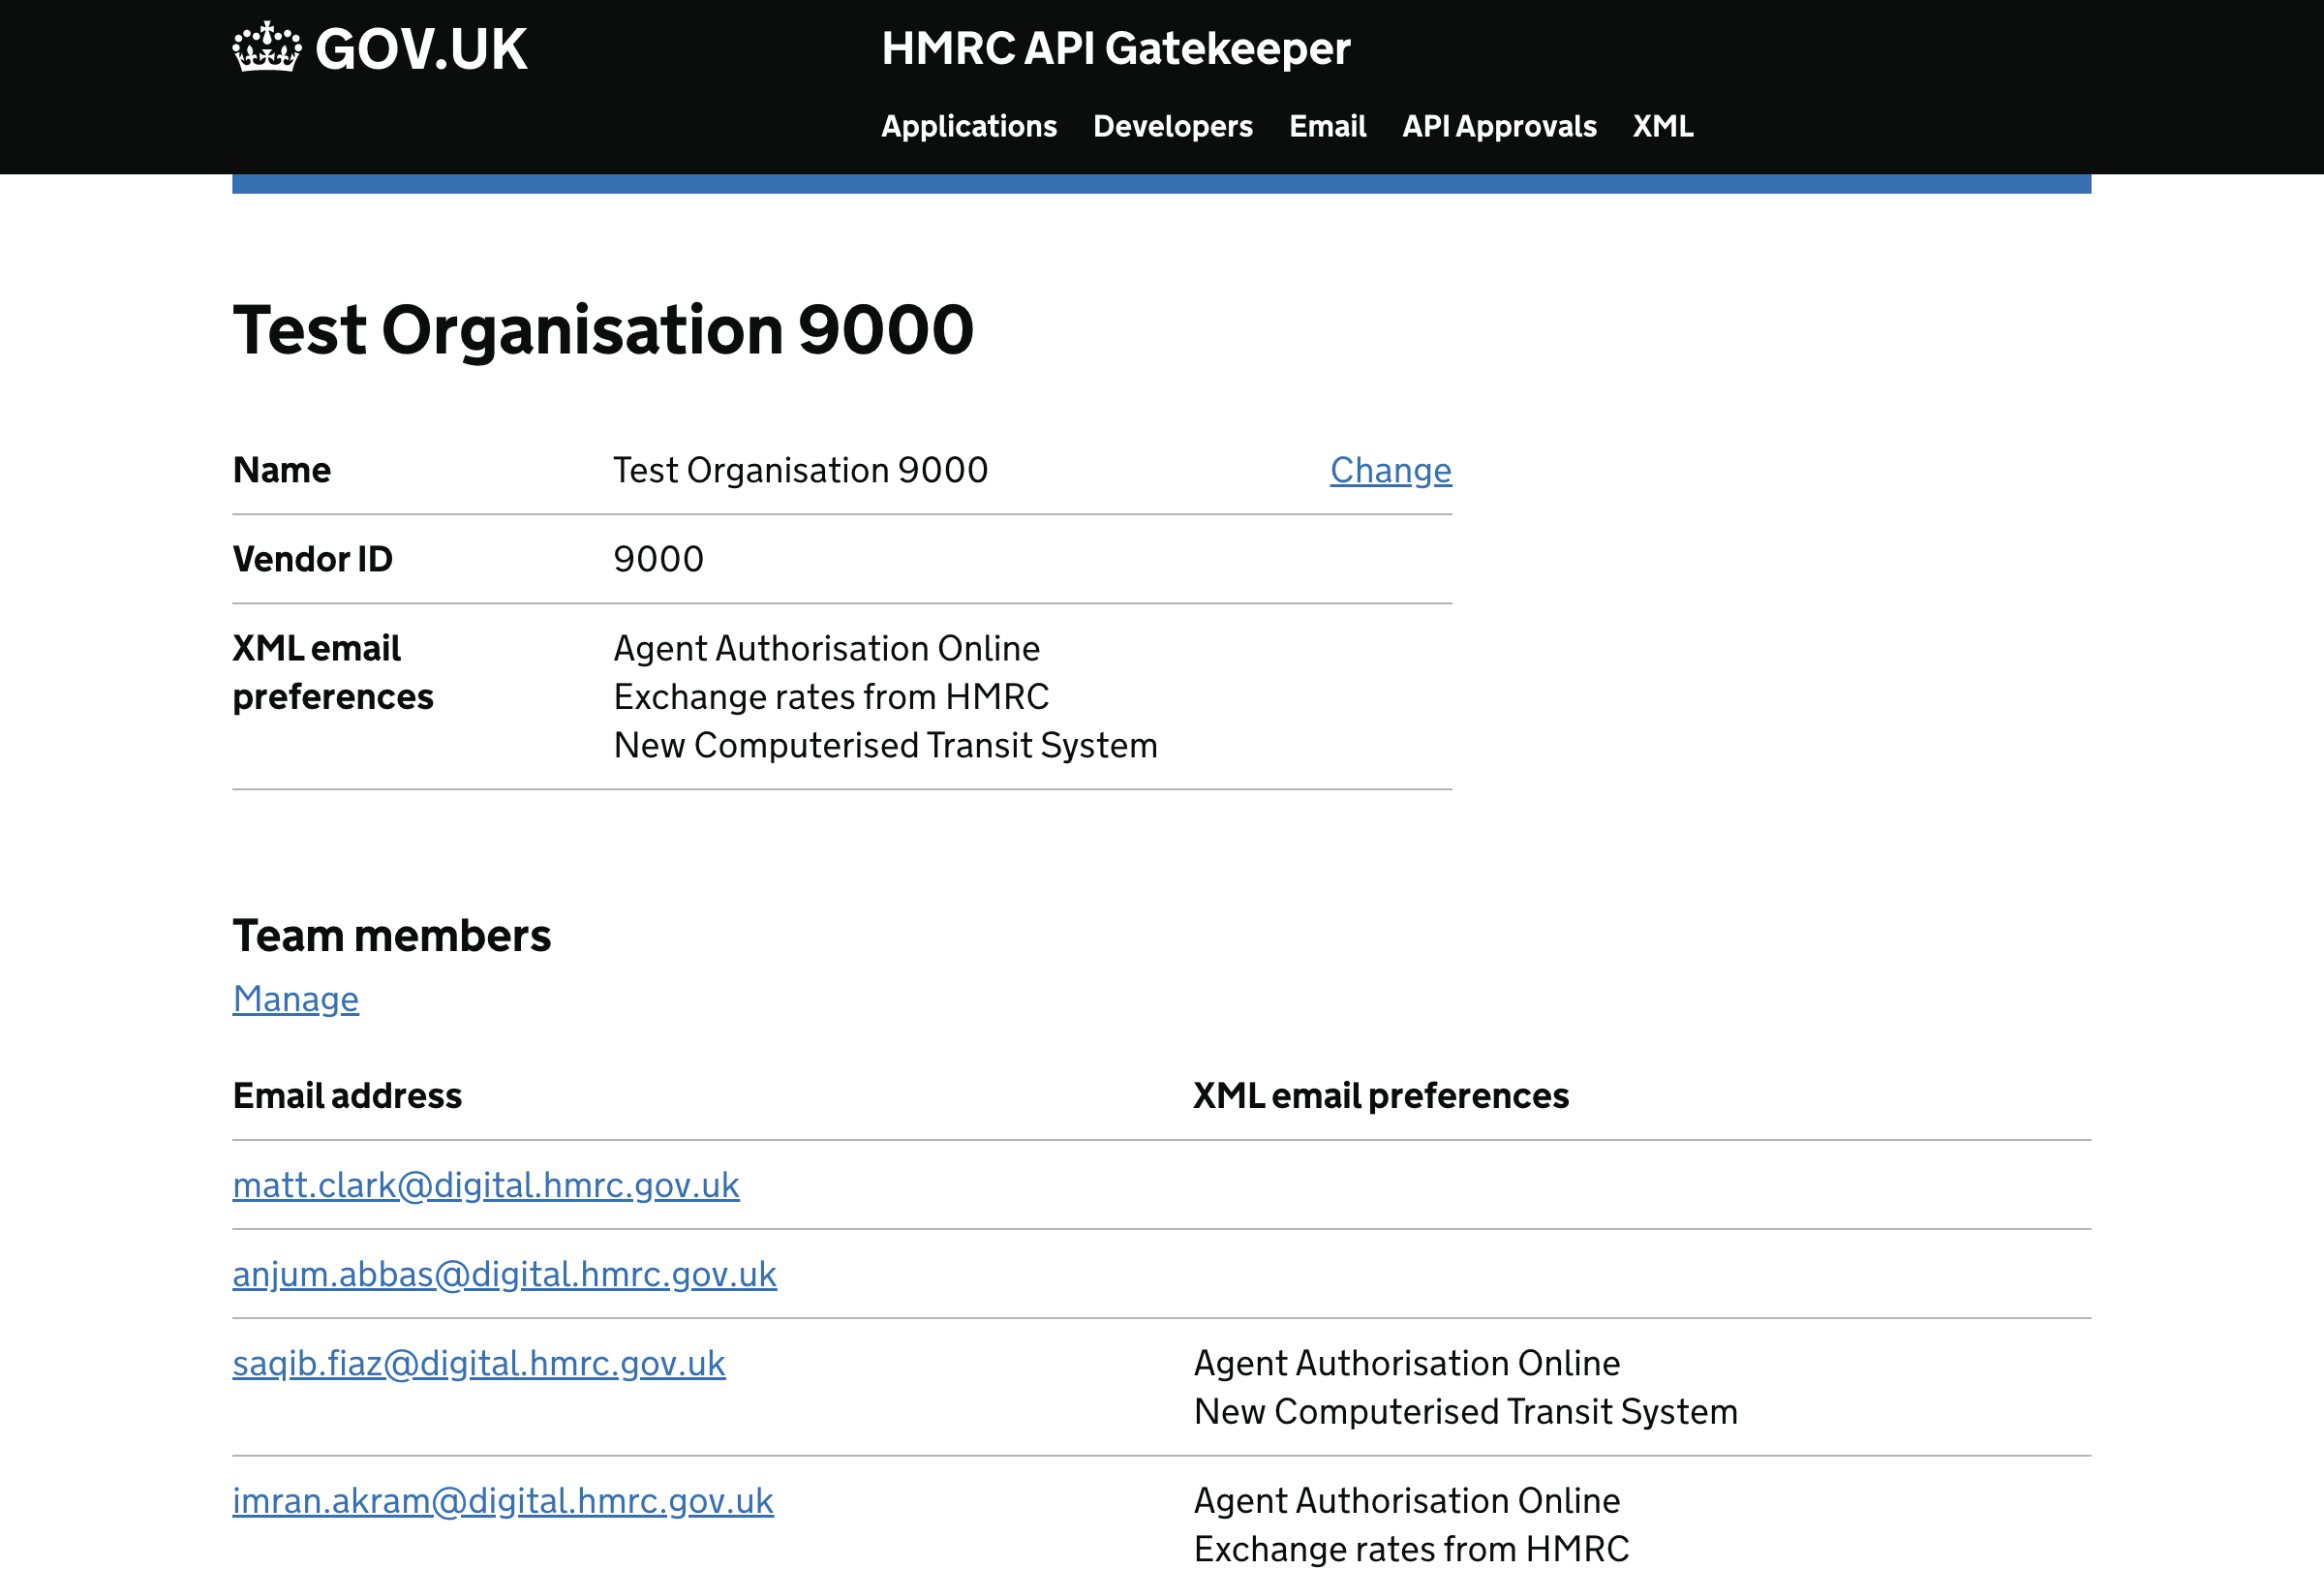 GOV.UK
HMRC API Gatekeeper
Applications Developers Email API Approvals XML
Test Organisation 9000
Name Test Organisation 9000 Change
Vendor ID 9000
XML email preferences
Agent Authorisation Online
Exchange rates from HMRC
New Computerised Transit System
Team members
Manage
Email address XML email preferences
matt.clark@digital.hmrc.gov.uk
anjum.abbas@digital.hmrc.gov.uk
saqib.fiaz@digital.hmrc.gov.uk Agent Authorisation Online
New Computerised Transit System
imran.akram@digital.hmrc.gov.uk Agent Authorisation Online
Exchange rates from HMRC